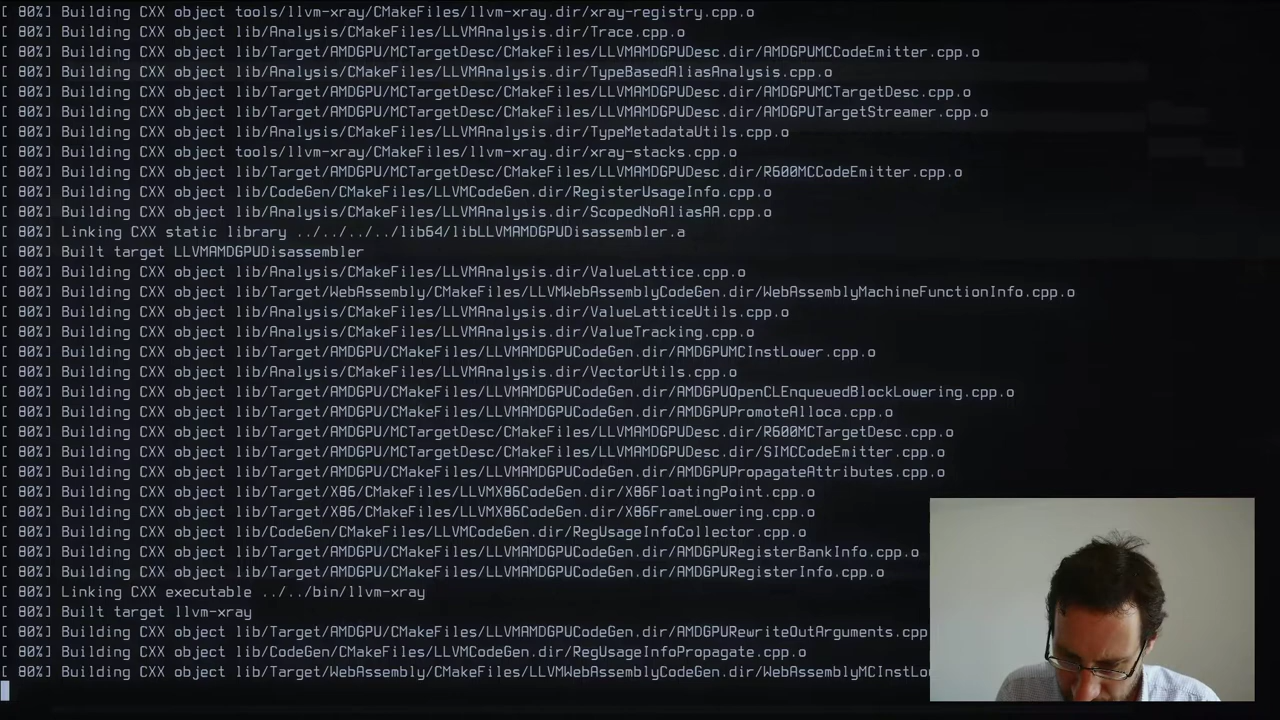 [ 80%] Building CXX object tools/llvm-xray/CMakeFiles/llvm-xray.dir/xray-registry.cpp.o
[ 80%] Building CXX object lib/Analysis/CMakeFiles/LLVMAnalysis.dir/Trace.cpp.o
[ 80%] Building CXX object lib/Target/AMDGPU/MCTargetDesc/CMakeFiles/LLVMAMDGPUDesc.dir/AMDGPUMCCodeEmitter.cpp.o
[ 80%] Building CXX object lib/Analysis/CMakeFiles/LLVMAnalysis.dir/TypeBasedAliasAnalysis.cpp.o
[ 80%] Building CXX object lib/Target/AMDGPU/MCTargetDesc/CMakeFiles/LLVMAMDGPUDesc.dir/AMDGPUMCTargetDesc.cpp.o
[ 80%] Building CXX object lib/Target/AMDGPU/MCTargetDesc/CMakeFiles/LLVMAMDGPUDesc.dir/AMDGPUTargetStreamer.cpp.o
[ 80%] Building CXX object lib/Analysis/CMakeFiles/LLVMAnalysis.dir/TypeMetadataUtils.cpp.o
[ 80%] Building CXX object tools/llvm-xray/CMakeFiles/llvm-xray.dir/xray-stacks.cpp.o
[ 80%] Building CXX object lib/Target/AMDGPU/MCTargetDesc/CMakeFiles/LLVMAMDGPUDesc.dir/R600MCCodeEmitter.cpp.o
[ 80%] Building CXX object lib/CodeGen/CMakeFiles/LLVMCodeGen.dir/RegisterUsageInfo.cpp.o
[ 80%] Building CXX object lib/Analysis/CMakeFiles/LLVMAnalysis.dir/ScopedNoAliasAA.cpp.o
[ 80%] Linking CXX static library ../../../../lib64/libLLVMAMDGPUDisassembler.a
[ 80%] Built target LLVMAMDGPUDisassembler
[ 80%] Building CXX object lib/Analysis/CMakeFiles/LLVMAnalysis.dir/ValueLattice.cpp.o
[ 80%] Building CXX object lib/Target/WebAssembly/CMakeFiles/LLVMWebAssemblyCodeGen.dir/WebAssemblyMachineFunctionInfo.cpp.o
[ 80%] Building CXX object lib/Analysis/CMakeFiles/LLVMAnalysis.dir/ValueLatticeUtils.cpp.o
[ 80%] Building CXX object lib/Analysis/CMakeFiles/LLVMAnalysis.dir/ValueTracking.cpp.o
[ 80%] Building CXX object lib/Target/AMDGPU/CMakeFiles/LLVMAMDGPUCodeGen.dir/AMDGPUMCInstLower.cpp.o
[ 80%] Building CXX object lib/Analysis/CMakeFiles/LLVMAnalysis.dir/VectorUtils.cpp.o
[ 80%] Building CXX object lib/Target/AMDGPU/CMakeFiles/LLVMAMDGPUCodeGen.dir/AMDGPUOpenCLEnqueuedBlockLowering.cpp.o
[ 80%] Building CXX object lib/Target/AMDGPU/CMakeFiles/LLVMAMDGPUCodeGen.dir/AMDGPUPromoteAlloca.cpp.o
[ 80%] Building CXX object lib/Target/AMDGPU/MCTargetDesc/CMakeFiles/LLVMAMDGPUDesc.dir/R600MCTargetDesc.cpp.o
[ 80%] Building CXX object lib/Target/AMDGPU/MCTargetDesc/CMakeFiles/LLVMAMDGPUDesc.dir/SIMCCodeEmitter.cpp.o
[ 80%] Building CXX object lib/Target/AMDGPU/CMakeFiles/LLVMAMDGPUCodeGen.dir/AMDGPUPropagateAttributes.cpp.o
[ 80%] Building CXX object lib/Target/X86/CMakeFiles/LLVMX86CodeGen.dir/X86FloatingPoint.cpp.o
[ 80%] Building CXX object lib/Target/X86/CMakeFiles/LLVMX86CodeGen.dir/X86FrameLowering.cpp.o
[ 80%] Building CXX object lib/CodeGen/CMakeFiles/LLVMCodeGen.dir/RegUsageInfoCollector.cpp.o
[ 80%] Building CXX object lib/Target/AMDGPU/CMakeFiles/LLVMAMDGPUCodeGen.dir/AMDGPURegisterBankInfo.cpp.o
[ 80%] Building CXX object lib/Target/AMDGPU/CMakeFiles/LLVMAMDGPUCodeGen.dir/AMDGPURegisterInfo.cpp.o
[ 80%] Linking CXX executable ../../bin/llvm-xray
[ 80%] Built target llvm-xray
[ 80%] Building CXX object lib/Target/AMDGPU/CMakeFiles/LLVMAMDGPUCodeGen.dir/AMDGPURewriteOutArguments.cpp
[ 80%] Building CXX object lib/CodeGen/CMakeFiles/LLVMCodeGen.dir/RegUsageInfoPropagate.cpp.o
[ 80%] Building CXX object lib/Target/WebAssembly/CMakeFiles/LLVMWebAssemblyCodeGen.dir/WebAssemblyMCInstLo